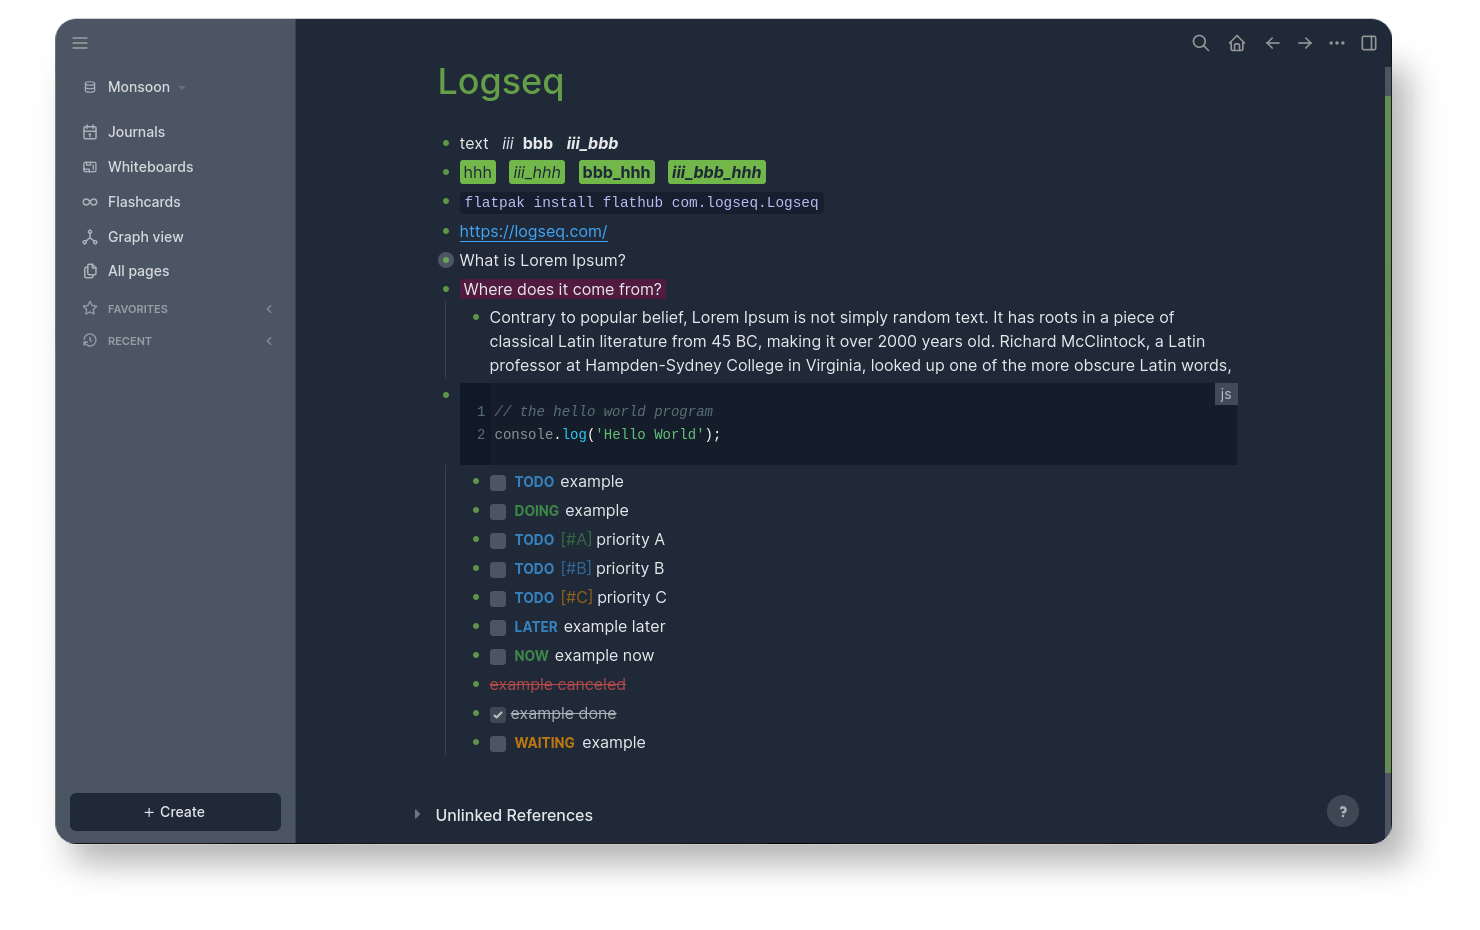 Monsoon
Journals
Whiteboards
Flashcards
Graph view
All pages
FAVORITES
RECENT
+ Create
Logseq
text iii bbb iii_bbb
hhh iii_hhh bbb_hhh iii_bbb_hhh
flatpak install flathub com.logseq.Logseq
https://logseq.com/
What is Lorem Ipsum?
Where does it come from?
Contrary to popular belief, Lorem Ipsum is not simply random text. It has roots in a piece of
classical Latin literature from 45 BC, making it over 2000 years old. Richard McClintock, a Latin
professor at Hampden-Sydney College in Virginia, looked up one of the more obscure Latin words,
js
1 // the hello world program
2 console.log('Hello World');
TODO example
DOING example
TODO [#A] priority A
TODO [#B] priority B
TODO [#C] priority C
LATER example later
NOW example now
example canceled
example done
WAITING example
Unlinked References
?